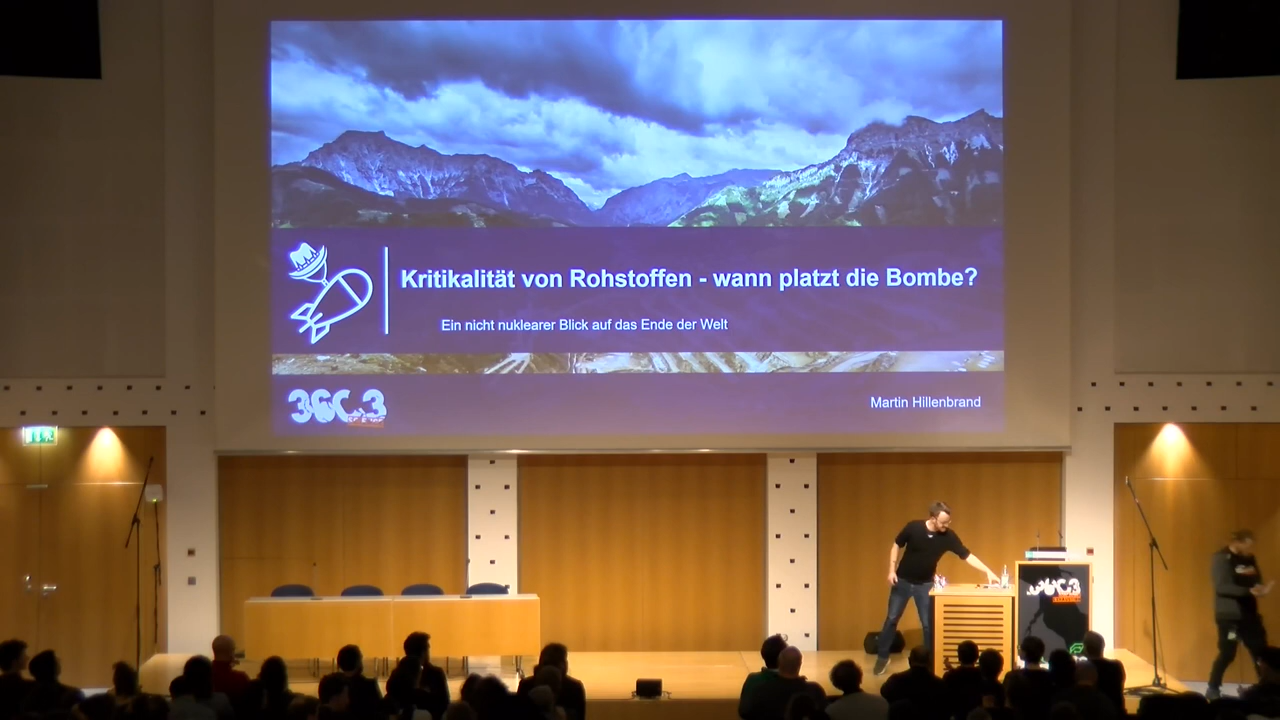 Kritikalität von Rohstoffen - wann platzt die Bombe?
Ein nicht nuklearer Blick auf das Ende der Welt
36C3
Martin Hillenbrand
36C3